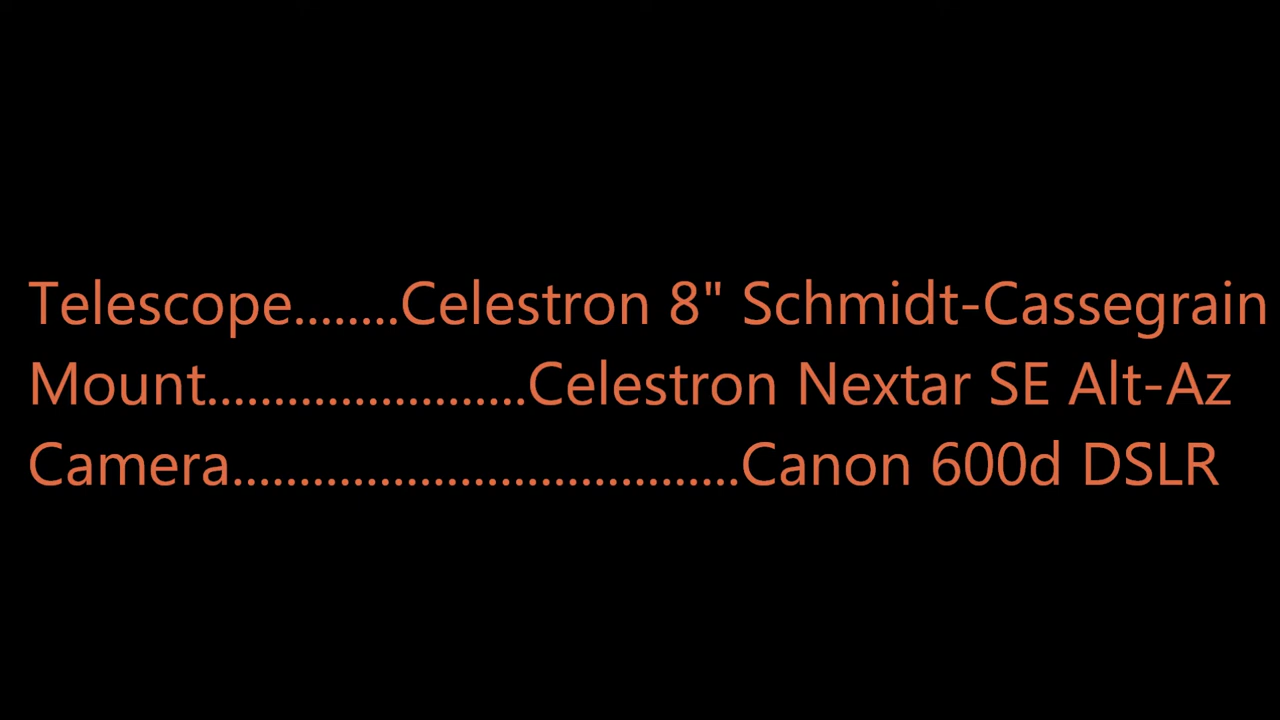 Telescope........Celestron 8" Schmidt-Cassegrain
Mount........................Celestron Nextar SE Alt-Az
Camera......................................Canon 600d DSLR